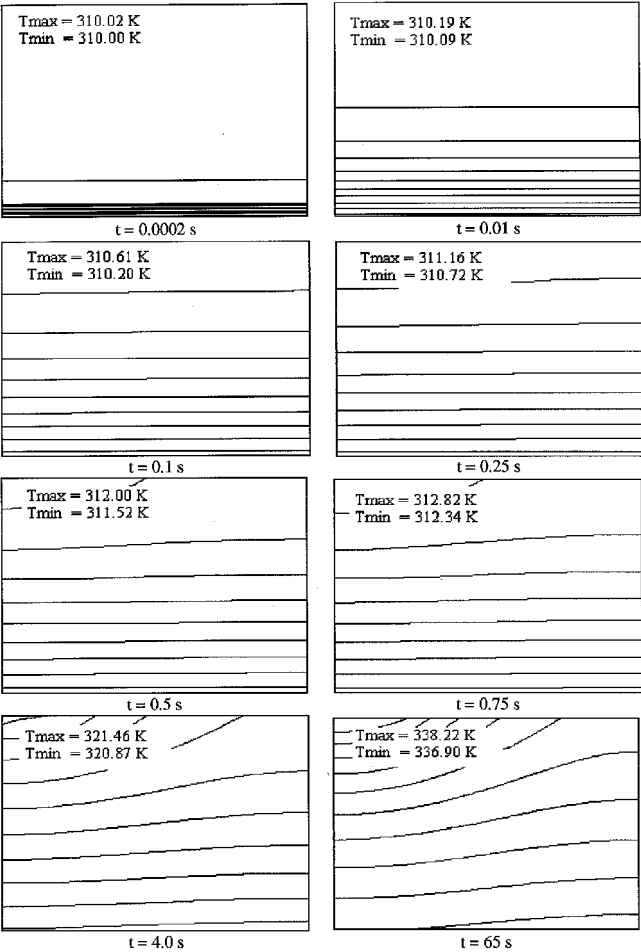 Tmax = 310.02 K
Tmin = 310.00 K
t = 0.0002 s
Tmax = 310.19 K
Tmin = 310.09 K
t = 0.01 s
Tmax = 310.61 K
Tmin = 310.20 K
t = 0.1 s
Tmax = 311.16 K
Tmin = 310.72 K
t = 0.25 s
Tmax = 312.00 K
Tmin = 311.52 K
t = 0.5 s
Tmax = 312.82 K
Tmin = 312.34 K
t = 0.75 s
Tmax = 321.46 K
Tmin = 320.87 K
t = 4.0 s
Tmax = 338.22 K
Tmin = 336.90 K
t = 65 s